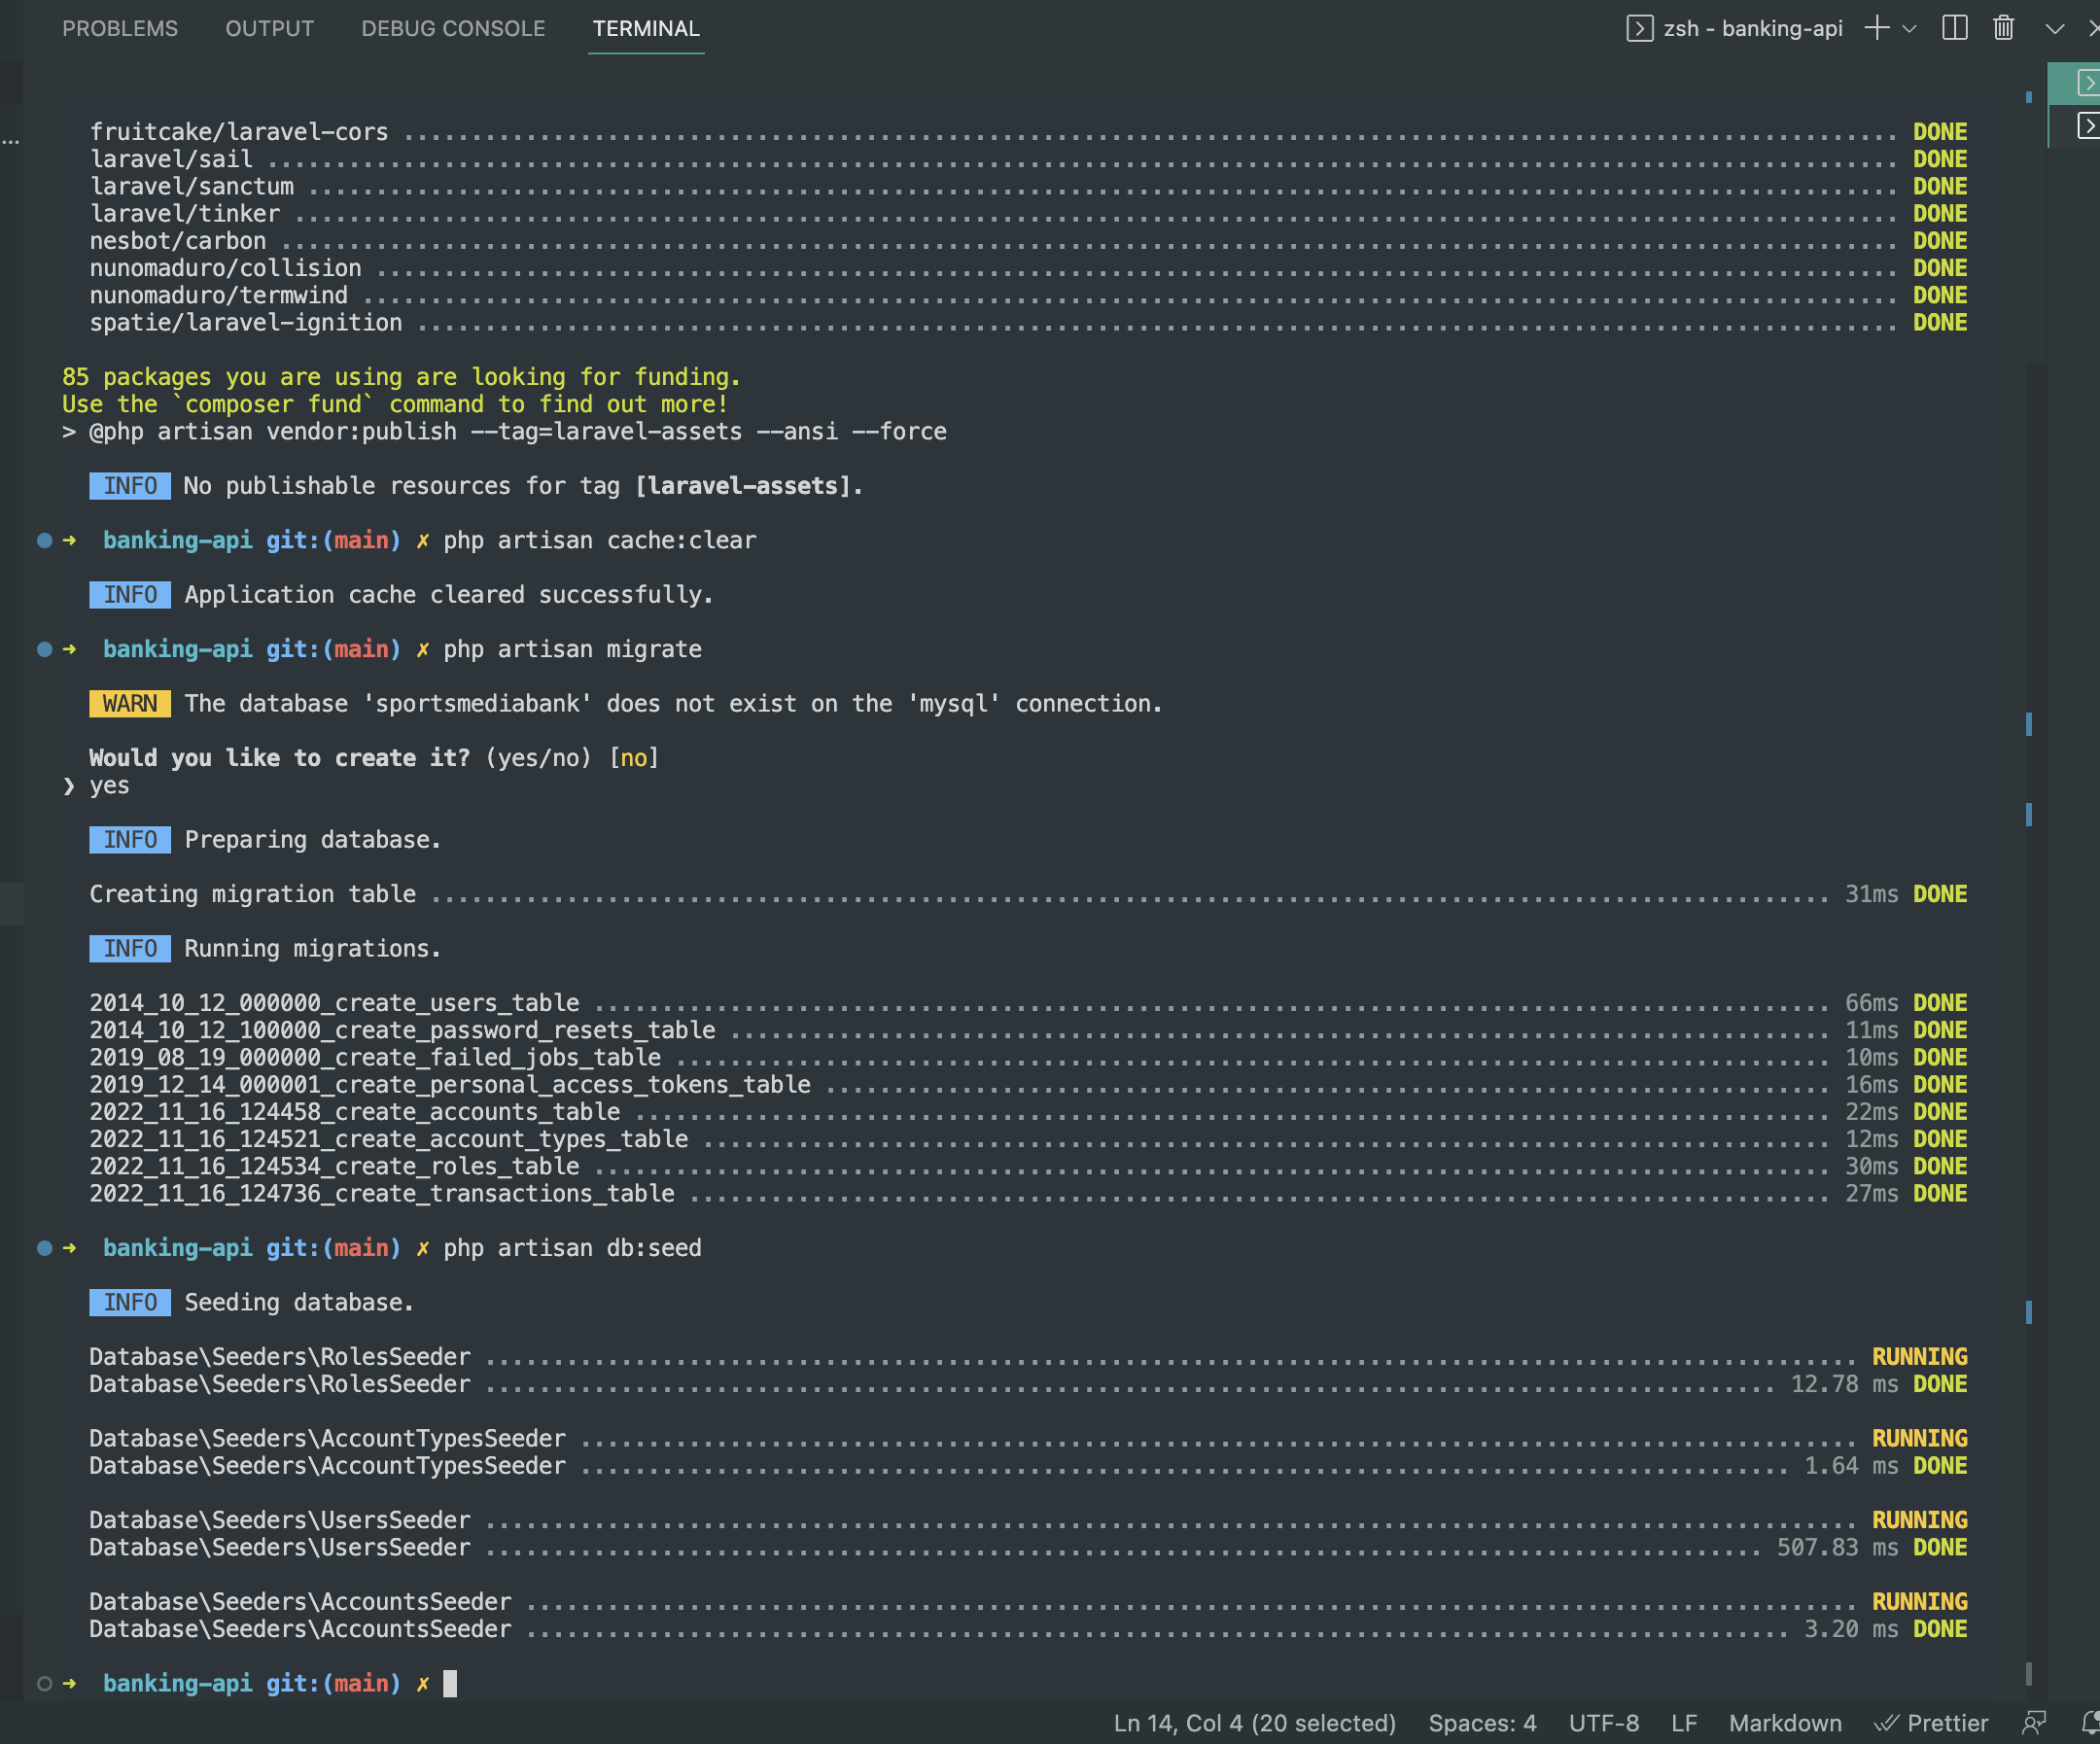 PROBLEMS OUTPUT DEBUG CONSOLE TERMINAL zsh - banking-api
fruitcake/laravel-cors ........................................................................................................ DONE
laravel/sail ........................................................................................................ DONE
laravel/sanctum ........................................................................................................ DONE
laravel/tinker ........................................................................................................ DONE
nesbot/carbon ........................................................................................................ DONE
nunomaduro/collision ........................................................................................................ DONE
nunomaduro/termwind ........................................................................................................ DONE
spatie/laravel-ignition ........................................................................................................ DONE
85 packages you are using are looking for funding.
Use the `composer fund` command to find out more!
> @php artisan vendor:publish --tag=laravel-assets --ansi --force
INFO No publishable resources for tag [laravel-assets].
➜ banking-api git:(main) ✗ php artisan cache:clear
INFO Application cache cleared successfully.
➜ banking-api git:(main) ✗ php artisan migrate
WARN The database 'sportsmediabank' does not exist on the 'mysql' connection.
Would you like to create it? (yes/no) [no]
❯ yes
INFO Preparing database.
Creating migration table ........................................................................................................ 31ms DONE
INFO Running migrations.
2014_10_12_000000_create_users_table ............................................................................................ 66ms DONE
2014_10_12_100000_create_password_resets_table .................................................................................. 11ms DONE
2019_08_19_000000_create_failed_jobs_table ...................................................................................... 10ms DONE
2019_12_14_000001_create_personal_access_tokens_table ........................................................................... 16ms DONE
2022_11_16_124458_create_accounts_table ......................................................................................... 22ms DONE
2022_11_16_124521_create_account_types_table .................................................................................... 12ms DONE
2022_11_16_124534_create_roles_table ............................................................................................ 30ms DONE
2022_11_16_124736_create_transactions_table ..................................................................................... 27ms DONE
➜ banking-api git:(main) ✗ php artisan db:seed
INFO Seeding database.
Database\Seeders\RolesSeeder ..................................................................................................... RUNNING
Database\Seeders\RolesSeeder ............................................................................................... 12.78 ms DONE
Database\Seeders\AccountTypesSeeder .............................................................................................. RUNNING
Database\Seeders\AccountTypesSeeder ......................................................................................... 1.64 ms DONE
Database\Seeders\UsersSeeder ..................................................................................................... RUNNING
Database\Seeders\UsersSeeder .............................................................................................. 507.83 ms DONE
Database\Seeders\AccountsSeeder .................................................................................................. RUNNING
Database\Seeders\AccountsSeeder ............................................................................................. 3.20 ms DONE
➜ banking-api git:(main) ✗
Ln 14, Col 4 (20 selected) Spaces: 4 UTF-8 LF Markdown Prettier